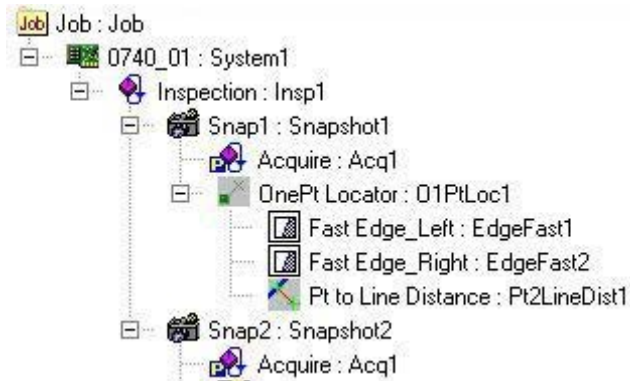 Job Job : Job
0740_01 : System1
Inspection : Insp1
Snap1 : Snapshot1
P Acquire : Acq1
OnePt Locator : O1PtLoc1
Fast Edge_Left : EdgeFast1
Fast Edge_Right : EdgeFast2
Pt to Line Distance : Pt2LineDist1
Snap2 : Snapshot2
P Acquire : Acq1